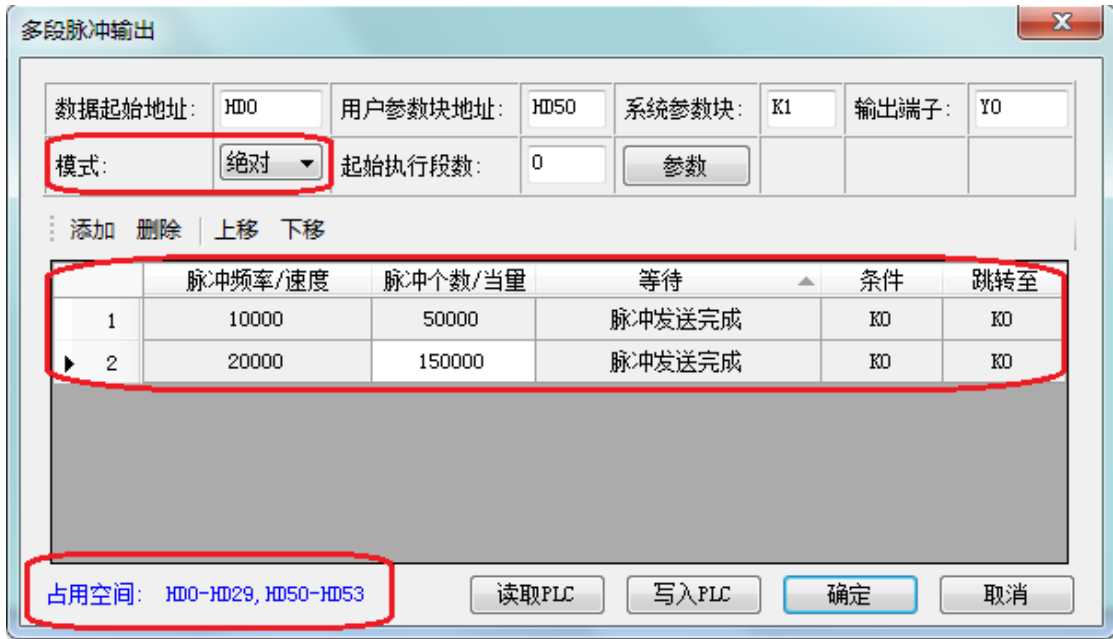 多段脉冲输出
数据起始地址: HD0 用户参数块地址: HD50 系统参数块: K1 输出端子: Y0
模式: 绝对 起始执行段数: 0 参数
添加 删除 上移 下移
脉冲频率/速度 脉冲个数/当量 等待 条件 跳转至
1 10000 50000 脉冲发送完成 K0 K0
2 20000 150000 脉冲发送完成 K0 K0
占用空间: HD0-HD29,HD50-HD53 读取PLC 写入PLC 确定 取消